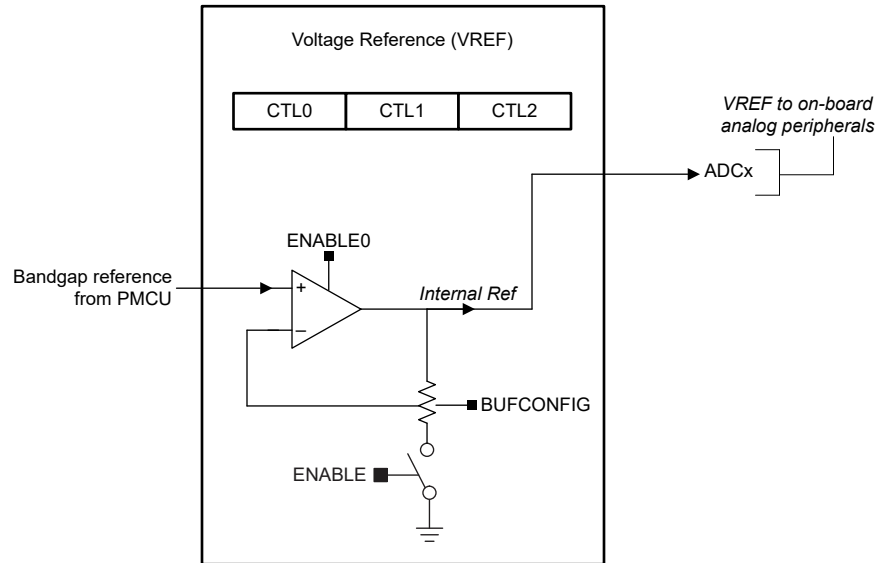 Voltage Reference (VREF)
CTL0 CTL1 CTL2
VREF to on-board
analog peripherals
ADCx
ENABLE0
Bandgap reference
from PMCU
+
Internal Ref
–
BUFCONFIG
ENABLE